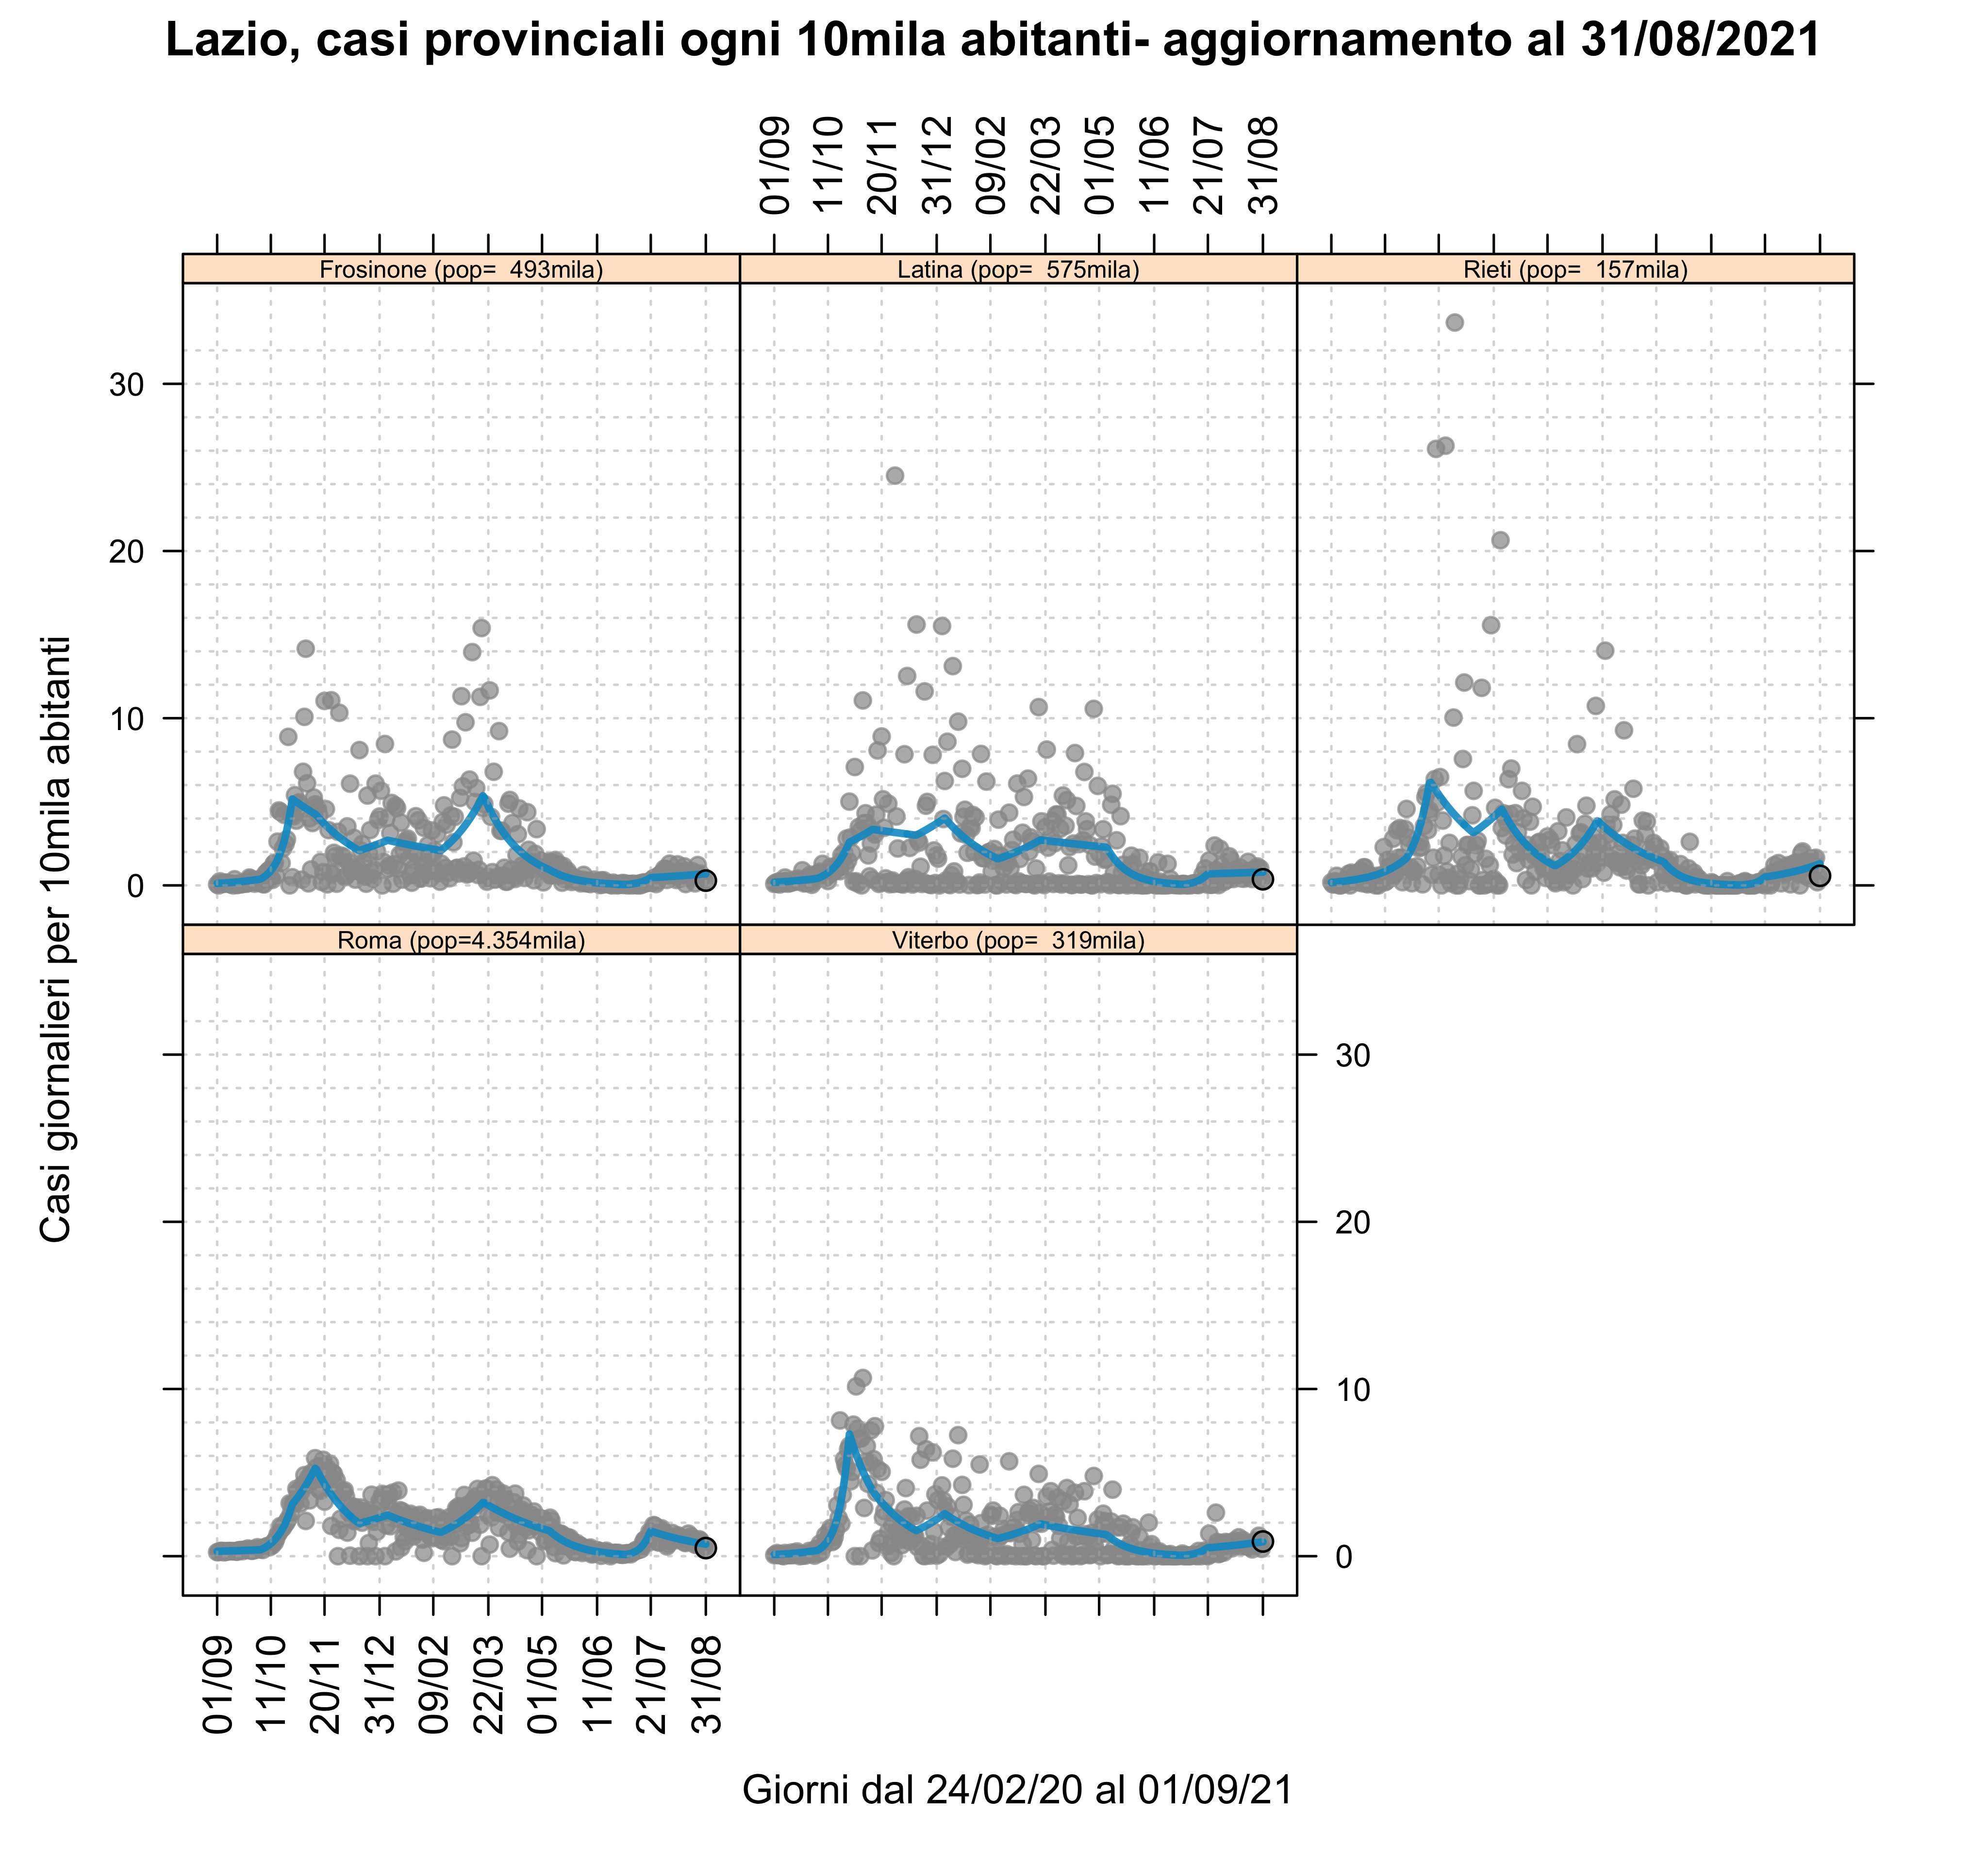 Lazio, casi provinciali ogni 10mila abitanti- aggiornamento al 31/08/2021
01/09 11/10 20/11 31/12 09/02 22/03 01/05 11/06 21/07 31/08
Frosinone (pop= 493mila)
Latina (pop= 575mila)
Rieti (pop= 157mila)
30
20
10
0
Casi giornalieri per 10mila abitanti
Roma (pop=4.354mila)
Viterbo (pop= 319mila)
30
20
10
0
01/09 11/10 20/11 31/12 09/02 22/03 01/05 11/06 21/07 31/08
Giorni dal 24/02/20 al 01/09/21